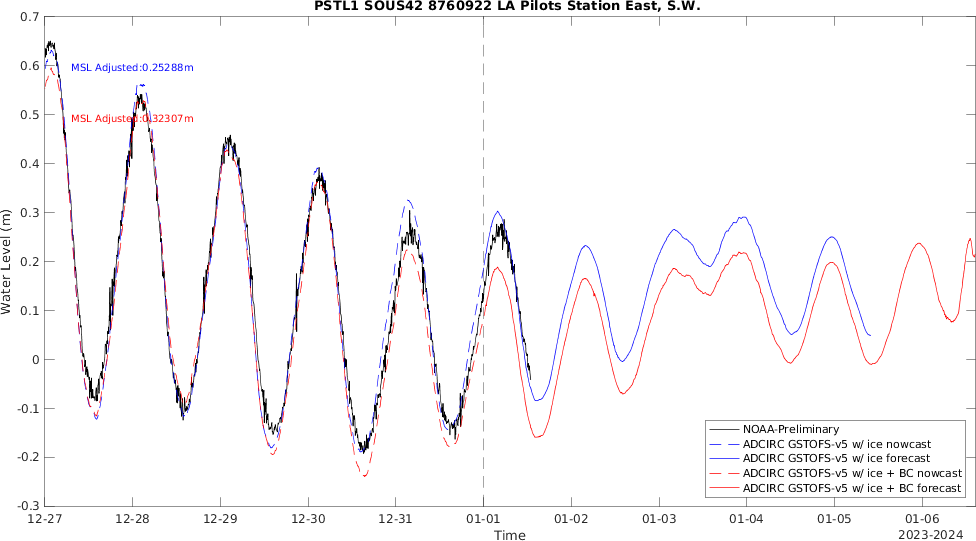 PSTL1 SOUS42 8760922 LA Pilots Station East, S.W.
0.7
0.6
0.5
0.4
0.3
0.2
0.1
0
-0.1
-0.2
-0.3
Water Level (m)
MSL Adjusted:0.25288m
MSL Adjusted:0.32307m
NOAA-Preliminary
ADCIRC GSTOFS-v5 w/ ice nowcast
ADCIRC GSTOFS-v5 w/ ice forecast
ADCIRC GSTOFS-v5 w/ ice + BC nowcast
ADCIRC GSTOFS-v5 w/ ice + BC forecast
12-27 12-28 12-29 12-30 12-31 01-01 01-02 01-03 01-04 01-05 01-06
Time
2023-2024